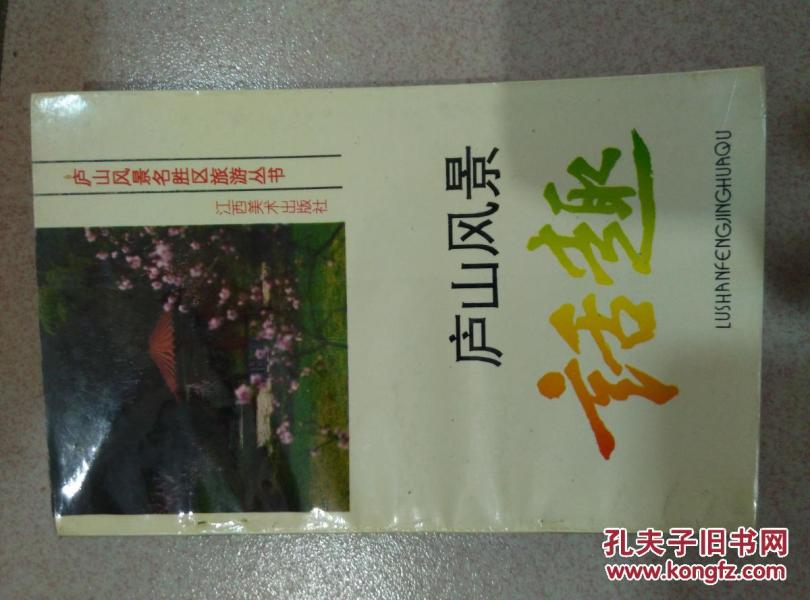 庐山风景
话趣
LUSHANFENGJINGHUAQU
庐山风景名胜区旅游丛书
江西美术出版社
孔夫子旧书网
www.kongfz.com